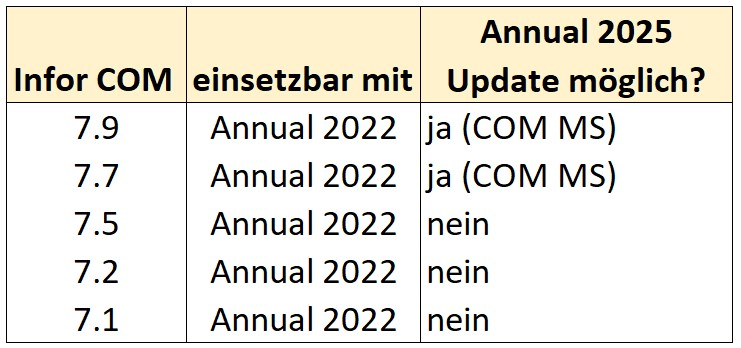 Infor COM einsetzbar mit Annual 2025
Update möglich?
7.9 Annual 2022 ja (COM MS)
7.7 Annual 2022 ja (COM MS)
7.5 Annual 2022 nein
7.2 Annual 2022 nein
7.1 Annual 2022 nein